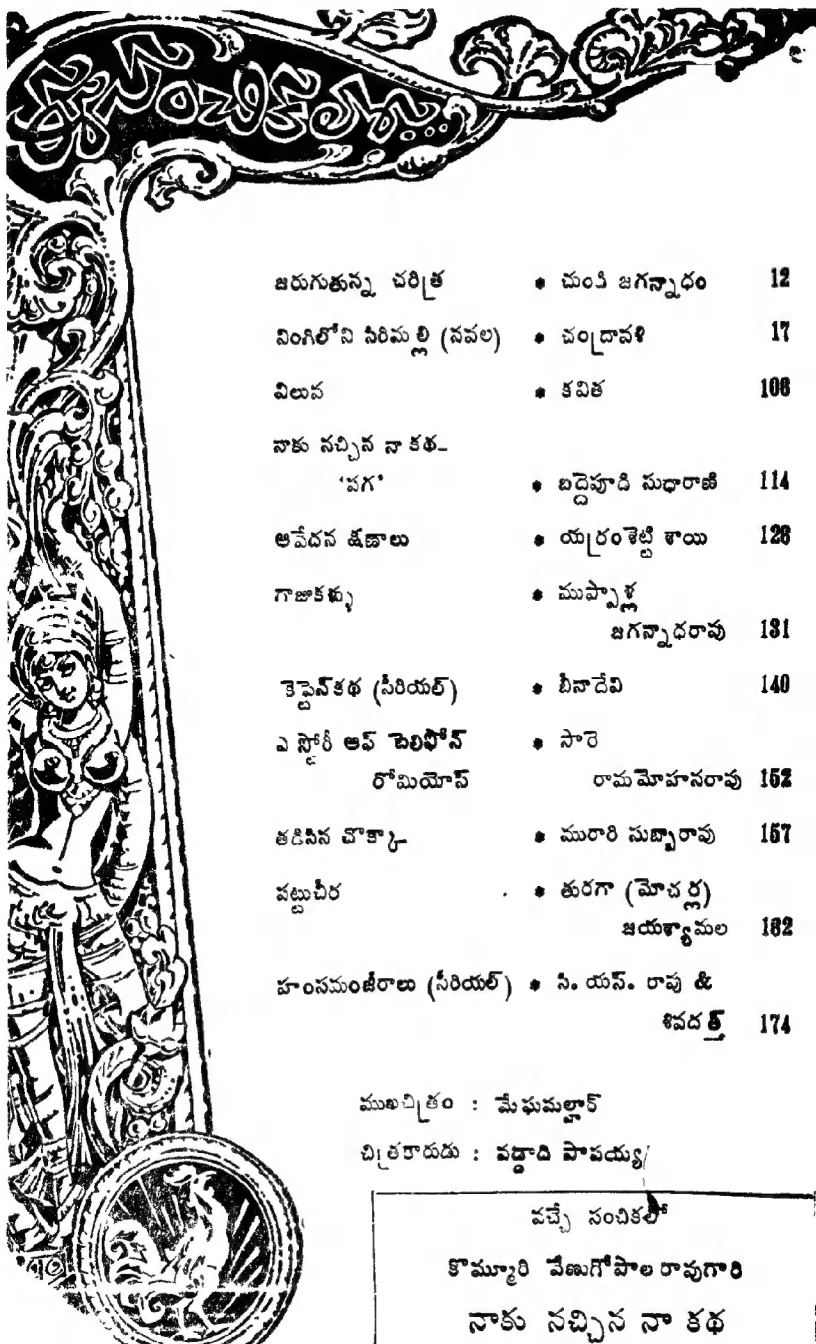 ఈ సంచికలో...
జరుగుతున్న చరిత్ర * చుండి జగన్నాధం 12
నింగిలోని సిరిమల్లి (నవల) * చంద్రావళి 17
విలువ * కవిత 106
నాకు నచ్చిన నా కథ-
'పగ' * బద్దెపూడి సుధారాణి 114
ఆవేదన క్షణాలు * యర్రంశెట్టి శాయి 126
గాజుకళ్ళు * ముప్పాళ్ల
జగన్నాధరావు 131
కెప్టెన్‌కథ (సీరియల్) * బీనాదేవి 140
ఎ స్టోరీ ఆఫ్ టెలిఫోన్ * సారె
రోమియోస్ రామమోహనరావు 152
తడిసిన చొక్కా * మురారి సుబ్బారావు 157
పట్టుచీర * తురగా (మోచర్ల)
జయశ్యామల 162
హంసమంజీరాలు (సీరియల్) * సి. యస్. రావు &
శివదత్త్ 174
ముఖచిత్రం : మేఘమల్హార్
చిత్రకారుడు : వడ్డాది పాపయ్య
వచ్చే సంచికలో
కొమ్మూరి వేణుగోపాల రావుగారి
నాకు నచ్చిన నా కథ